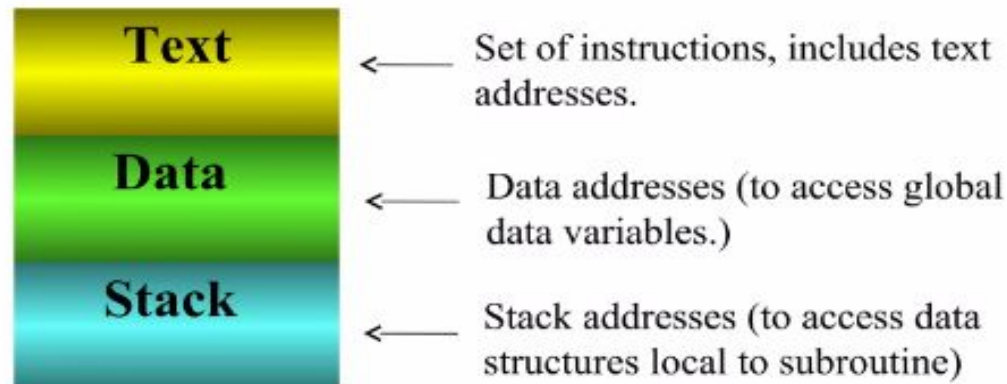 Text
Set of instructions, includes text
addresses.
Data
Data addresses (to access global
data variables.)
Stack
Stack addresses (to access data
structures local to subroutine)